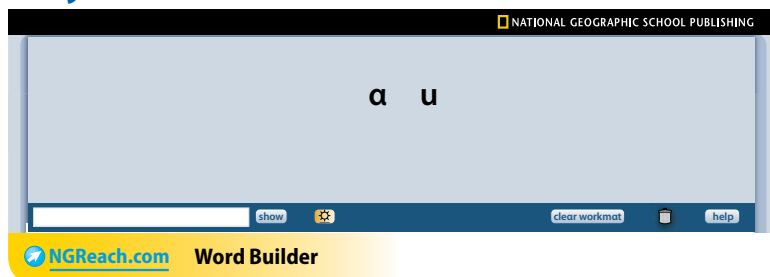 NATIONAL GEOGRAPHIC SCHOOL PUBLISHING
ɑ u
show clear workmat help
NGReach.com Word Builder